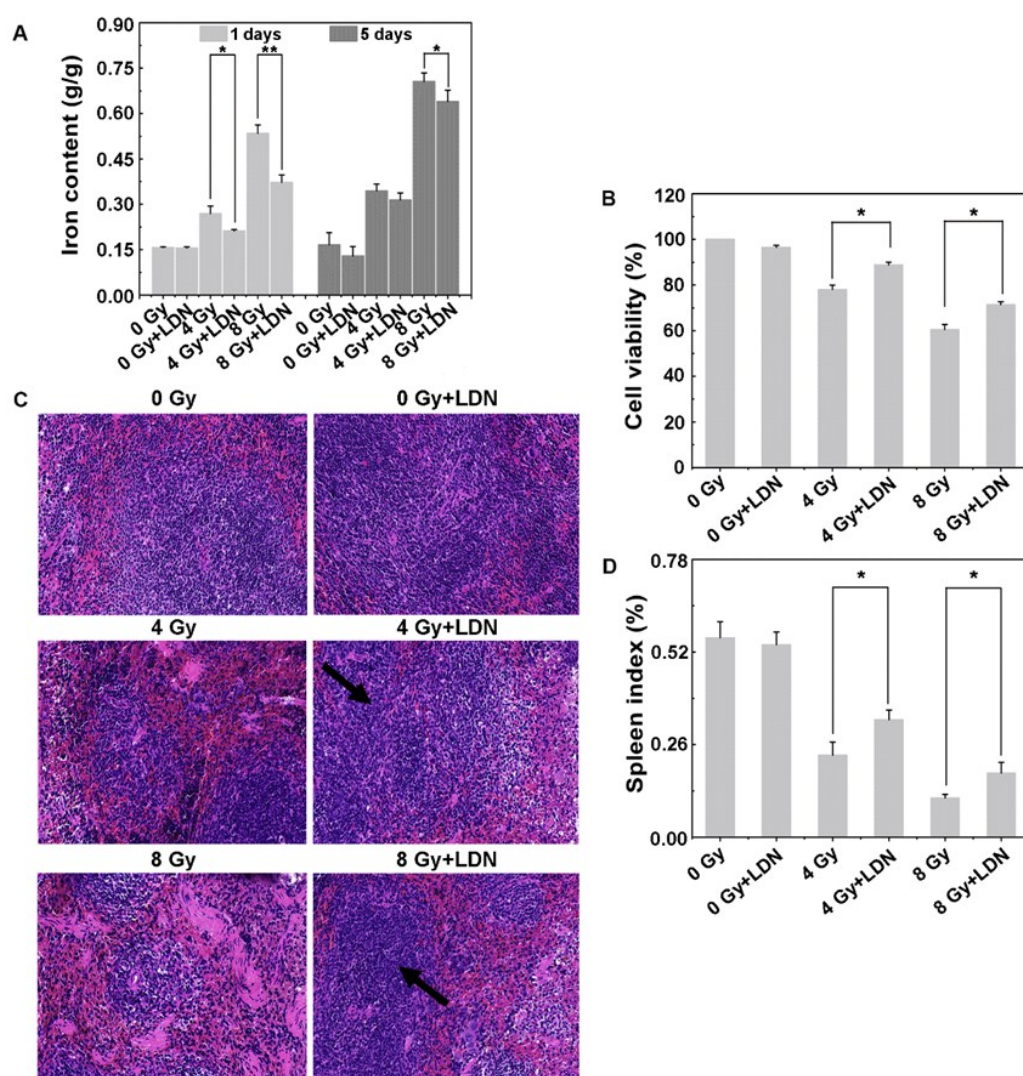 A
Iron content (g/g)
0.90
0.75
0.60
0.45
0.30
0.15
0.00
1 days
5 days
*
**
*
0 Gy
0 Gy+LDN
4 Gy
4 Gy+LDN
8 Gy
8 Gy+LDN
0 Gy
0 Gy+LDN
4 Gy
4 Gy+LDN
8 Gy
8 Gy+LDN
B
Cell viability (%)
120
100
80
60
40
20
0
*
*
0 Gy
0 Gy+LDN
4 Gy
4 Gy+LDN
8 Gy
8 Gy+LDN
C
0 Gy
0 Gy+LDN
4 Gy
4 Gy+LDN
8 Gy
8 Gy+LDN
D
Spleen index (%)
0.78
0.52
0.26
0.00
*
*
0 Gy
0 Gy+LDN
4 Gy
4 Gy+LDN
8 Gy
8 Gy+LDN